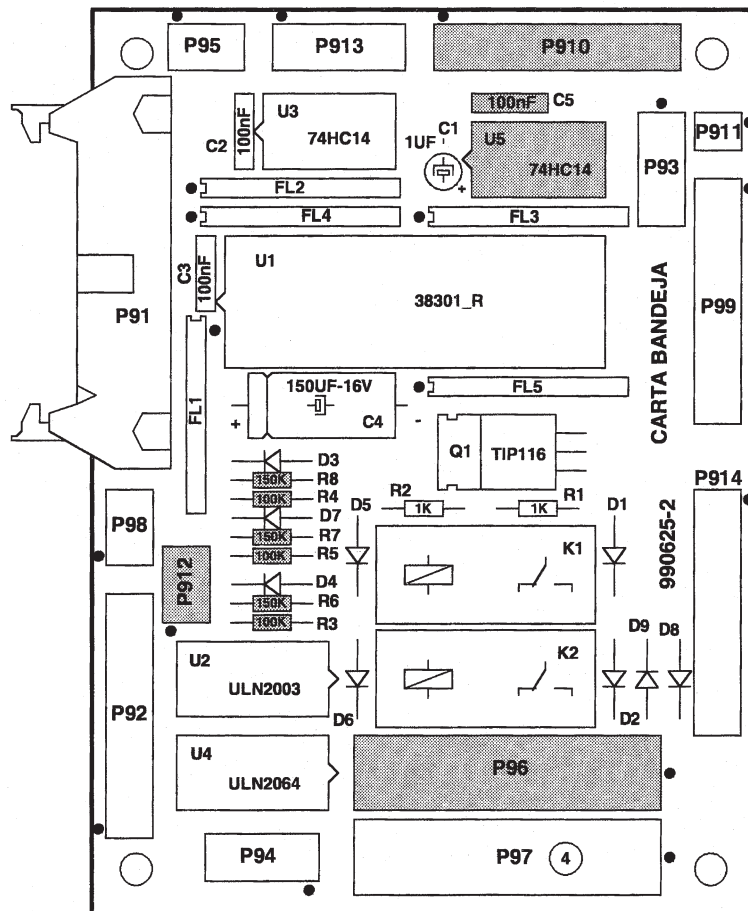 P95
P913
P910
C2
100nF
U3
74HC14
100nF
C5
C1
1UF
+
U5
74HC14
P93
P911
FL2
FL4
FL3
C3
100nF
U1
38301_R
P91
P99
CARTA BANDEJA
FL1
150UF-16V
C4
+
-
FL5
Q1
TIP116
D3
150K
R8
100K
R4
D7
150K
R7
100K
R5
D4
150K
R6
100K
R3
D5
R2
1K
R1
1K
D1
P914
990625-2
P98
P912
K1
K2
D9
D8
D6
D2
U2
ULN2003
P92
U4
ULN2064
P96
P94
P97
4